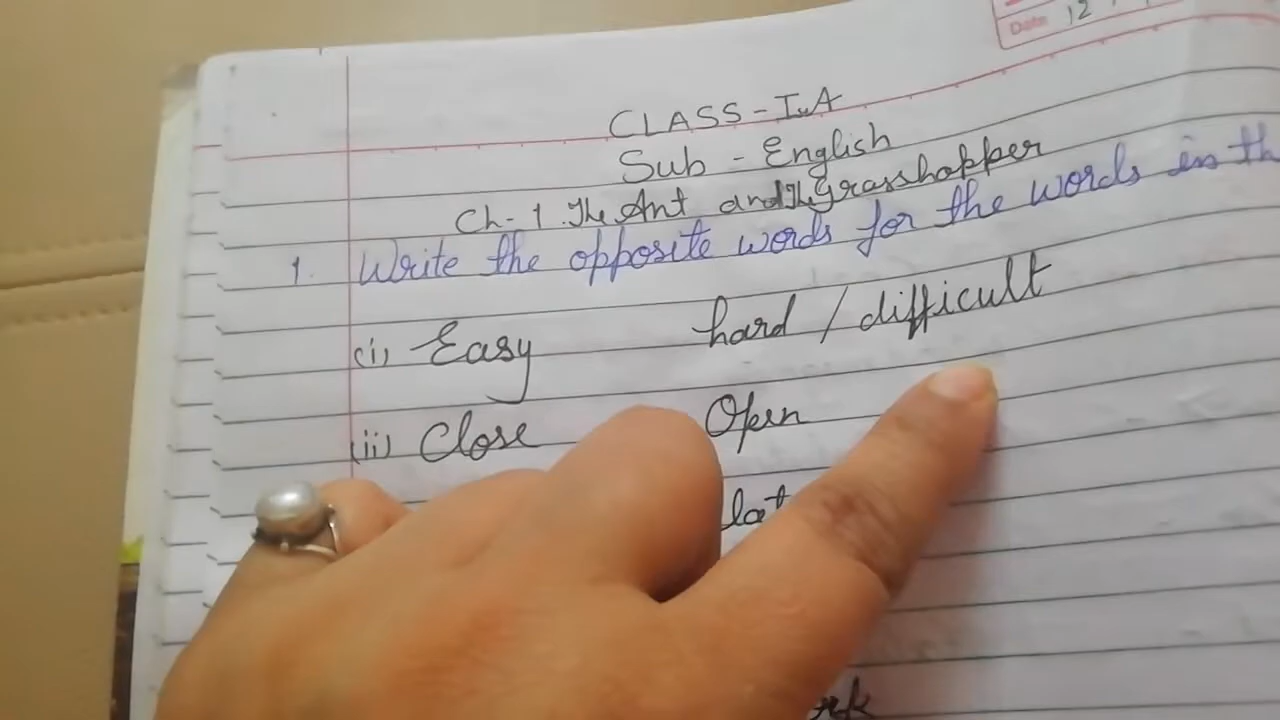 Date 12
CLASS - I.A
Sub - English
Ch-1 The Ant and The Grasshopper
1. Write the opposite words for the words in
(i) Easy hard / difficult
(ii) Close Open